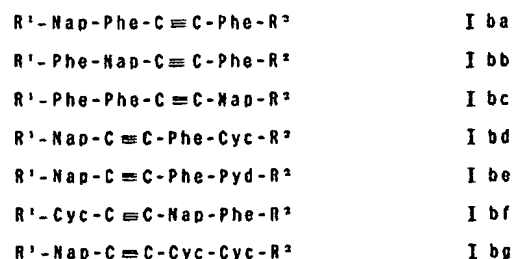 R¹-Nap-Phe-C≡C-Phe-R² I ba
R¹-Phe-Nap-C≡C-Phe-R² I bb
R¹-Phe-Phe-C≡C-Nap-R² I bc
R¹-Nap-C≡C-Phe-Cyc-R² I bd
R¹-Nap-C≡C-Phe-Pyd-R² I be
R¹-Cyc-C≡C-Nap-Phe-R² I bf
R¹-Nap-C≡C-Cyc-Cyc-R² I bg